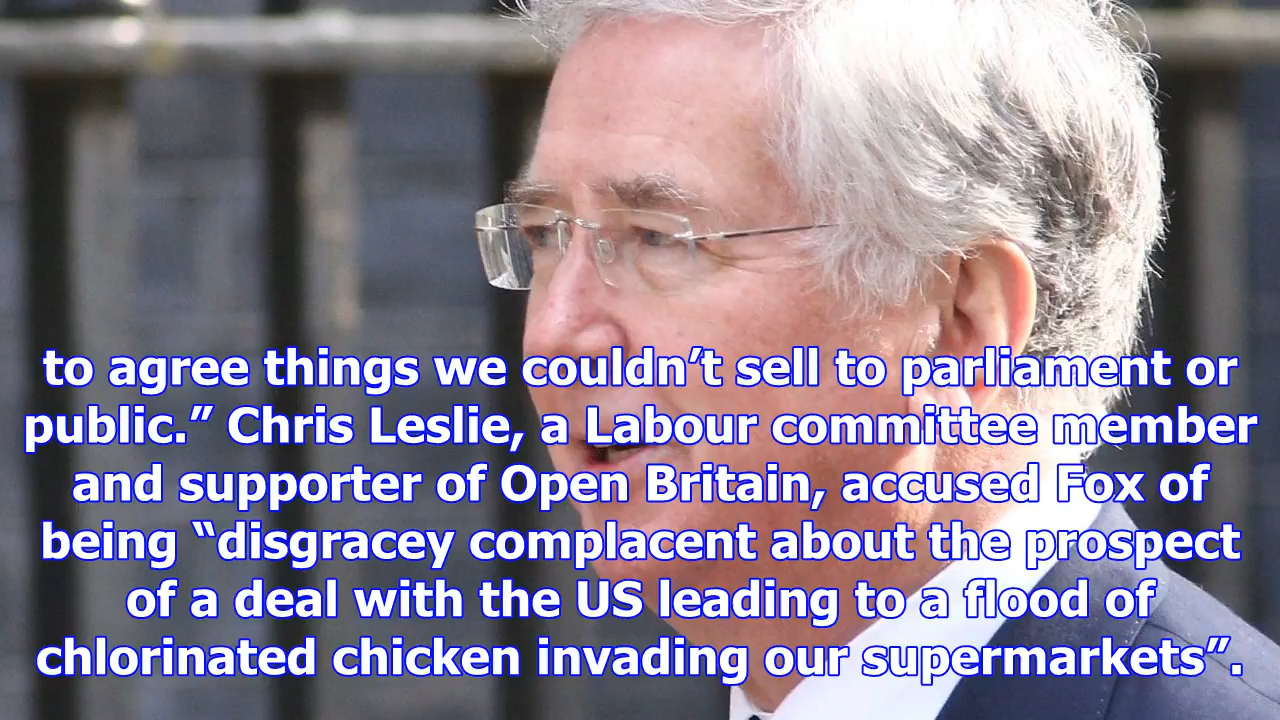 to agree things we couldn’t sell to parliament or
public.” Chris Leslie, a Labour committee member
and supporter of Open Britain, accused Fox of
being “disgracey complacent about the prospect
of a deal with the US leading to a flood of
chlorinated chicken invading our supermarkets”.